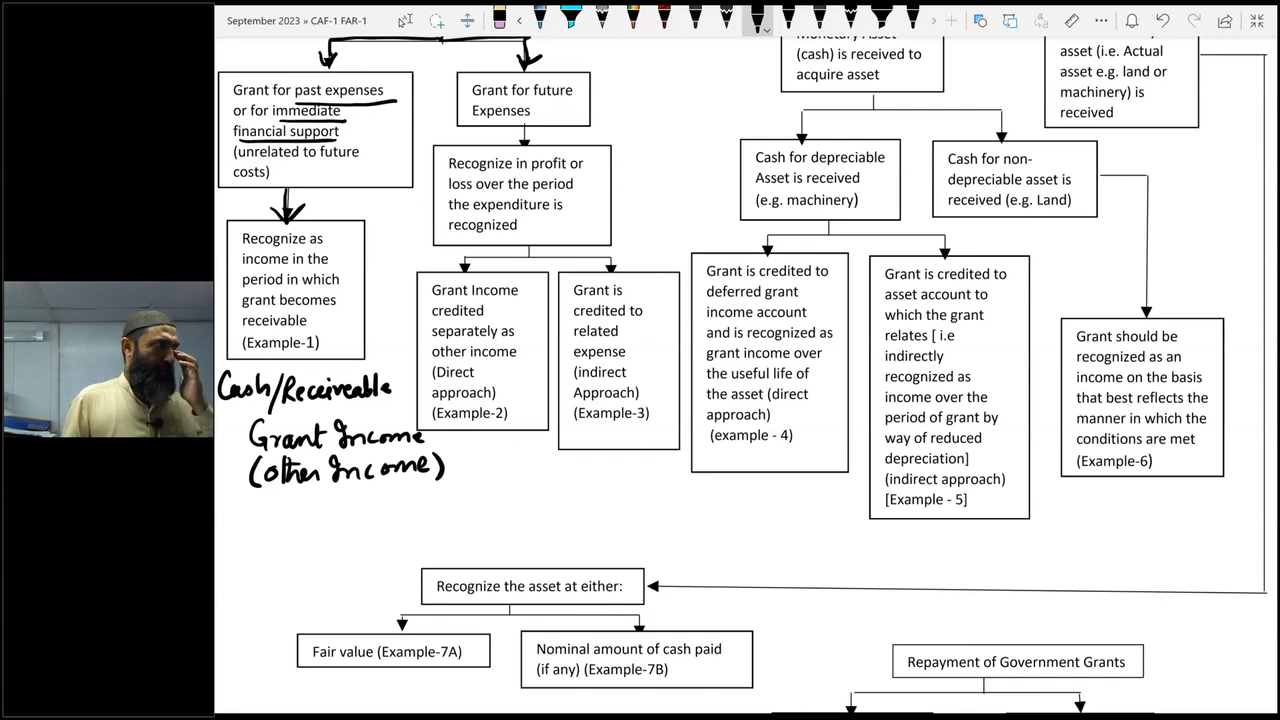 September 2023 » CAF-1 FAR-1
Grant for past expenses
or for immediate
financial support
(unrelated to future
costs)
Recognize as
income in the
period in which
grant becomes
receivable
(Example-1)
Cash/Receiveable
Grant Income
(other Income)
Grant for future
Expenses
Recognize in profit or
loss over the period
the expenditure is
recognized
Grant Income
credited
separately as
other income
(Direct
approach)
(Example-2)
Grant is
credited to
related
expense
(indirect
Approach)
(Example-3)
Monetary Asset
(cash) is received to
acquire asset
Cash for depreciable
Asset is received
(e.g. machinery)
Cash for non-
depreciable asset is
received (e.g. Land)
Grant is credited to
deferred grant
income account
and is recognized as
grant income over
the useful life of
the asset (direct
approach)
(example - 4)
Grant is credited to
asset account to
which the grant
relates [ i.e
indirectly
recognized as
income over the
period of grant by
way of reduced
depreciation]
(indirect approach)
[Example - 5]
Grant should be
recognized as an
income on the basis
that best reflects the
manner in which the
conditions are met
(Example-6)
asset (i.e. Actual
asset e.g. land or
machinery) is
received
Recognize the asset at either:
Fair value (Example-7A)
Nominal amount of cash paid
(if any) (Example-7B)
Repayment of Government Grants